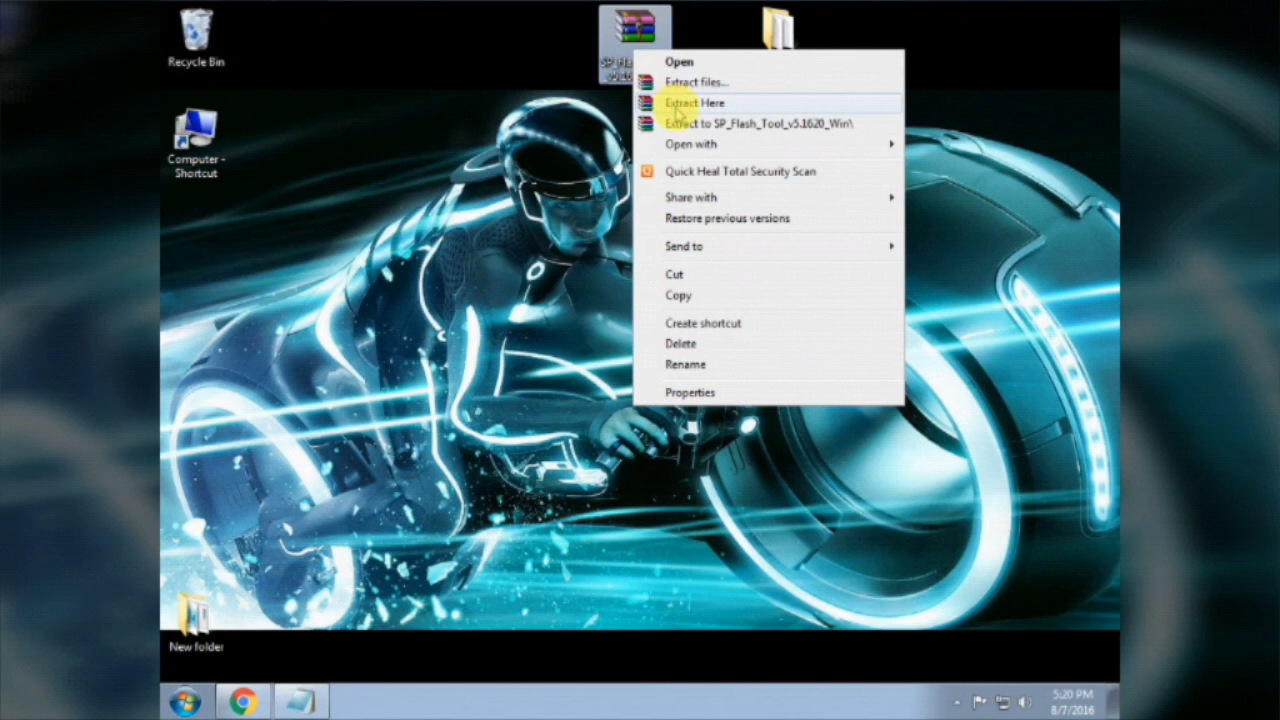 Recycle Bin
Computer -
Shortcut
Open
Extract files...
Extract Here
Extract to SP_Flash_Tool_v5.1620_Win\
Open with
Quick Heal Total Security Scan
Share with
Restore previous versions
Send to
Cut
Copy
Create shortcut
Delete
Rename
Properties
New folder
5:20 PM
8/7/2016